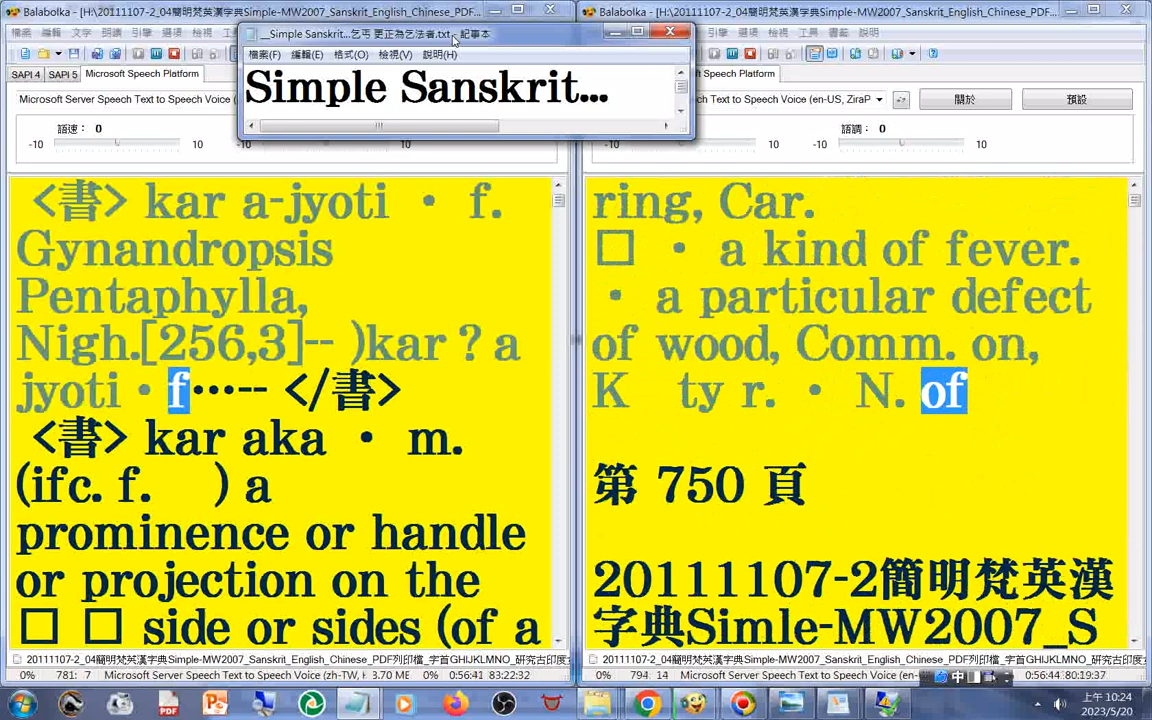 Balabolka - [H:\20111107-2_04簡明梵英漢字典Simple-MW2007_Sanskrit_English_Chinese_PDF...
Balabolka - [H:\20111107-2_04簡明梵英漢字典Simple-MW2007_Sanskrit_English_Chinese_PDF...
__Simple Sanskrit...乞丐 更正為乞法者.txt - 記事本
檔案(F) 編輯(E) 格式(O) 檢視(V) 說明(H)
Simple Sanskrit...
SAPI 4 SAPI 5 Microsoft Speech Platform
t Speech Platform
Microsoft Server Speech Text to Speech Voice (
Microsoft Server Speech Text to Speech Voice (en-US, ZiraP
關於
預設
語速： 0
-10 10 -10
語調： 0
-10 10 -10 10
<書> kar a-jyoti • f.
Gynandropsis
Pentaphylla,
Nigh.[256,3]-- )kar ? a
jyoti • f…-- </書>
<書> kar aka • m.
(ifc. f. ) a
prominence or handle
or projection on the
□ □ side or sides (of a
ring, Car.
□ • a kind of fever.
• a particular defect
of wood, Comm. on,
K ty r. • N. of
第 750 頁
20111107-2簡明梵英漢
字典Simle-MW2007_S
20111107-2_04簡明梵英漢字典Simple-MW2007_Sanskrit_English_Chinese_PDF列印檔_字首GHIJKLMNO_研究古印度
20111107-2_04簡明梵英漢字典Simple-MW2007_Sanskrit_English_Chinese_PDF列印檔_字首GHIJKLMNO_研究古印度
0% 781: 7 Microsoft Server Speech Text to Speech Voice (zh-TW, H 3.70 ME 0% 0:56:41 83:22:32
0% 794: 14 Microsoft Server Speech Text to Speech 0:56:44 80:19:37
中
上午 10:24
2023/5/20